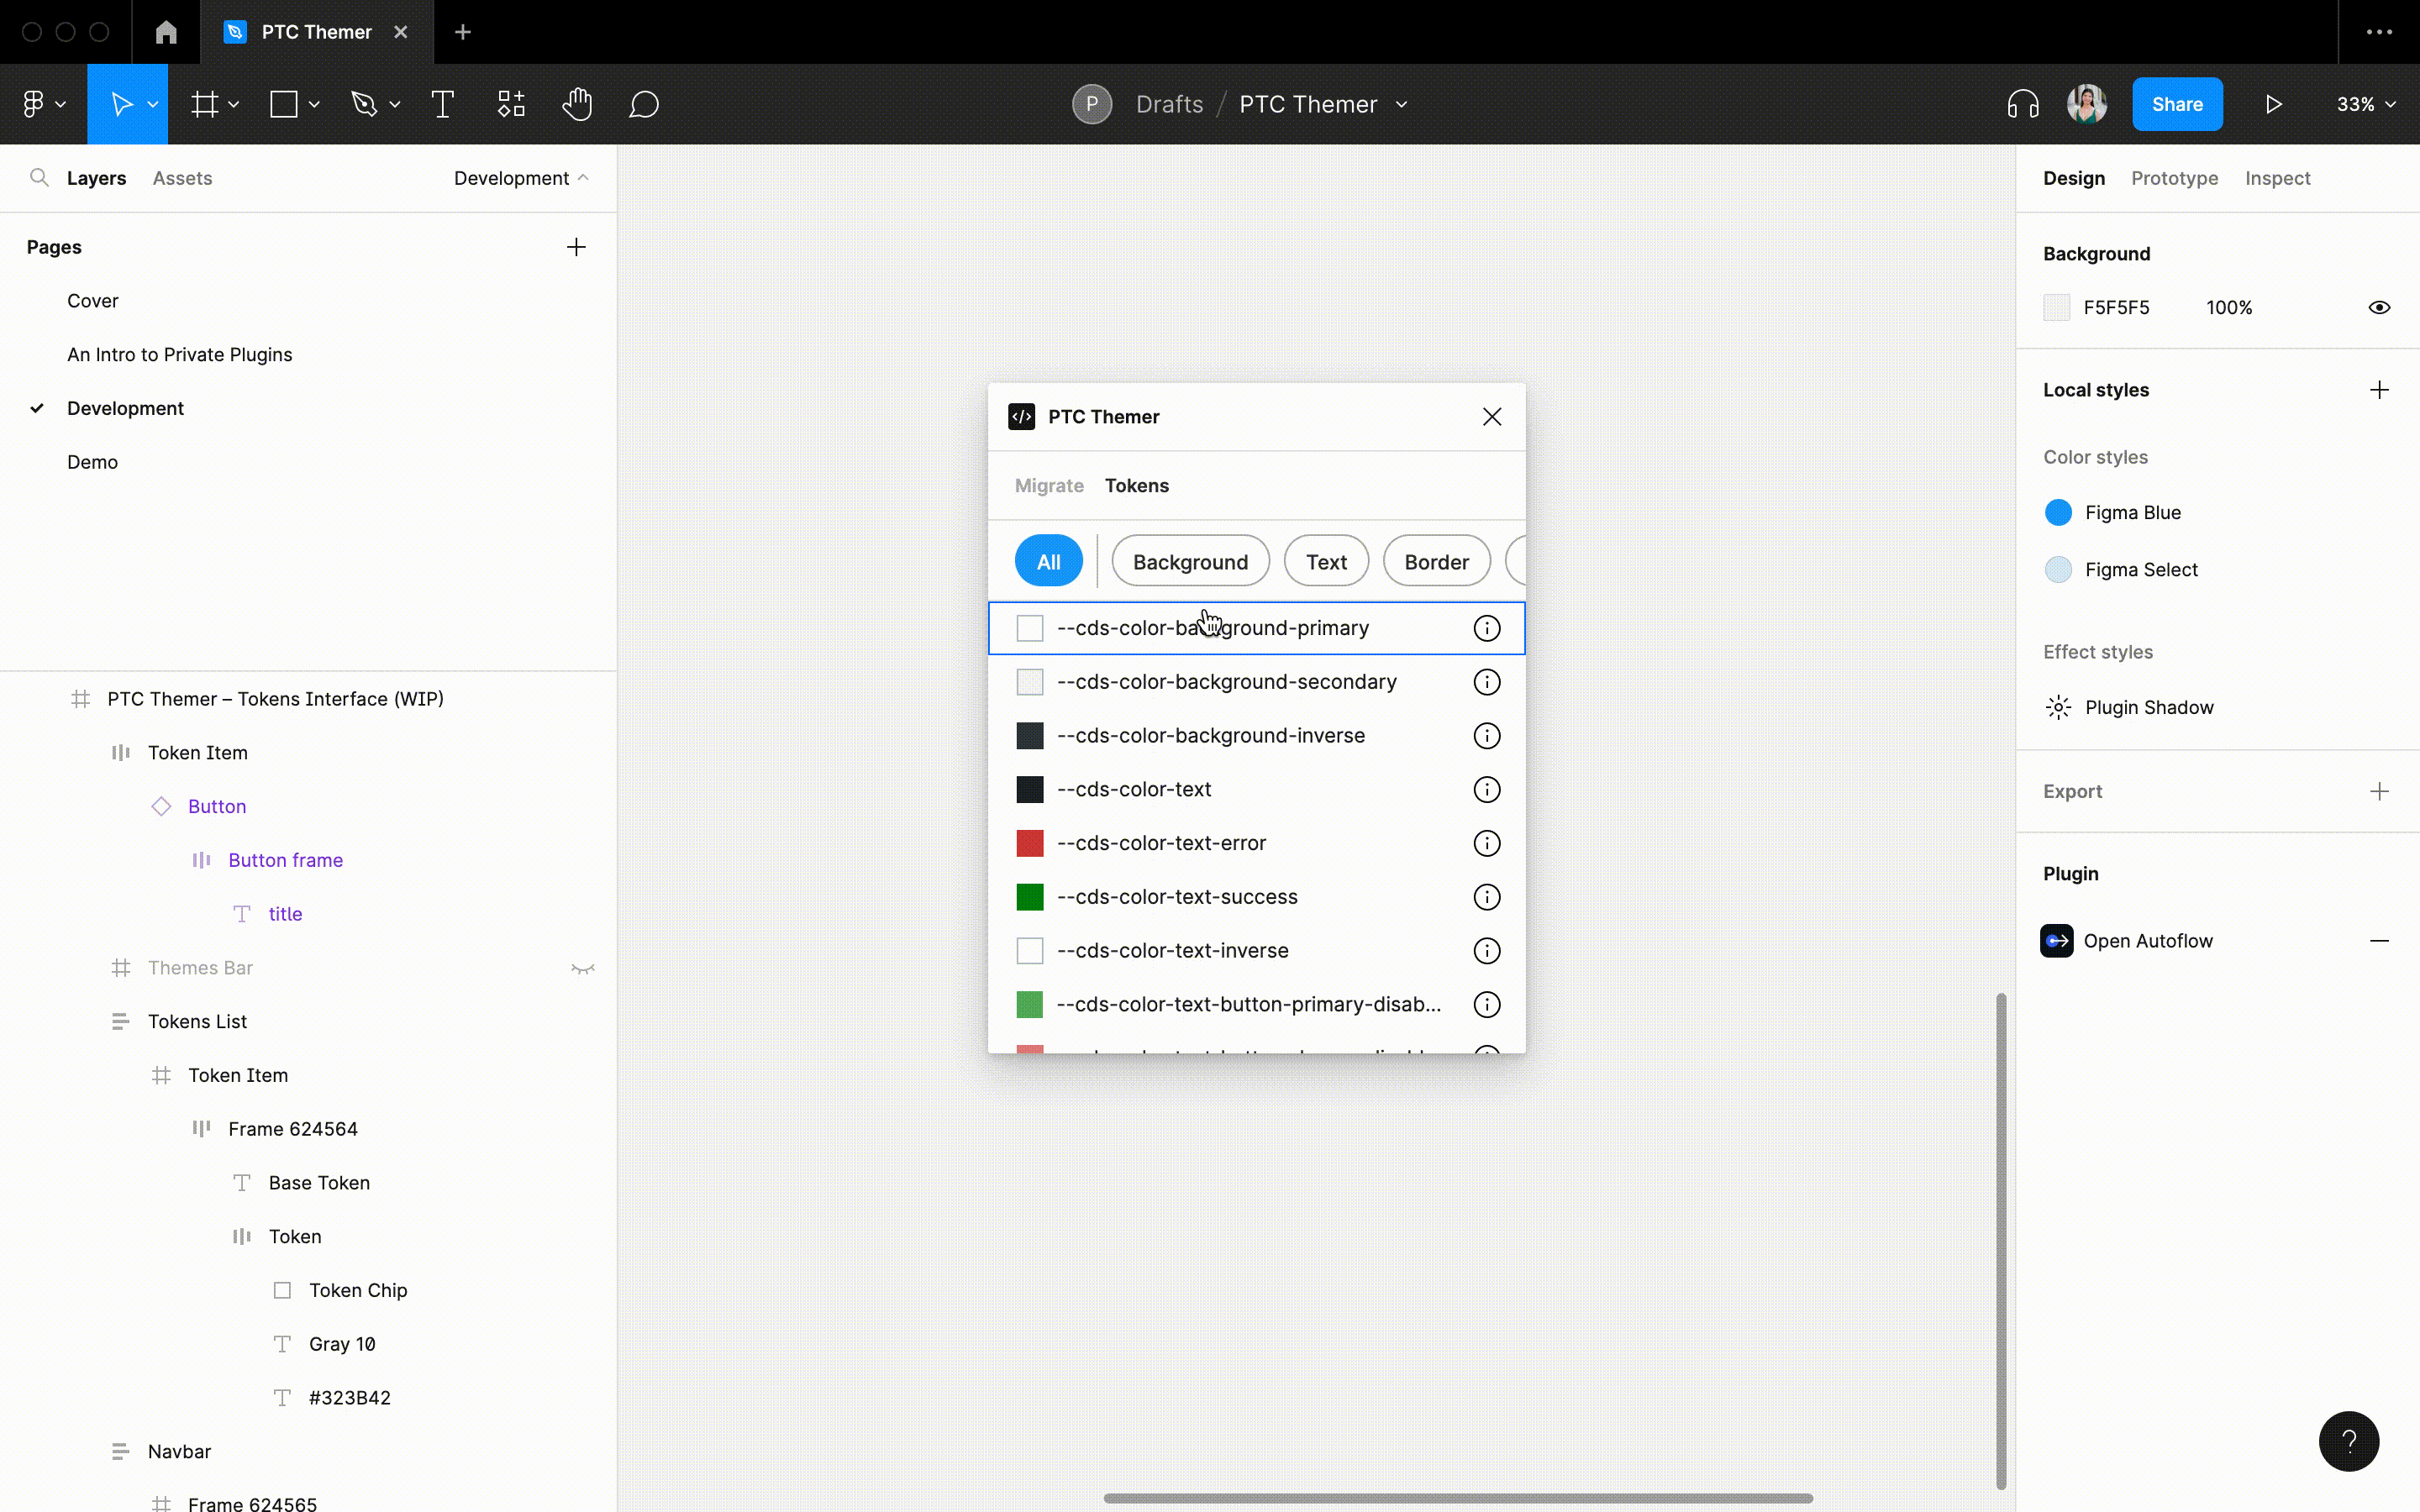 PTC Themer
P
Drafts / PTC Themer
Share
33%
Layers
Assets
Development
Pages
Cover
An Intro to Private Plugins
Development
Demo
PTC Themer – Tokens Interface (WIP)
Token Item
Button
Button frame
title
Themes Bar
Tokens List
Token Item
Frame 624564
Base Token
Token
Token Chip
Gray 10
#323B42
Navbar
Frame 624565
PTC Themer
Migrate
Tokens
All
Background
Text
Border
--cds-color-background-primary
--cds-color-background-secondary
--cds-color-background-inverse
--cds-color-text
--cds-color-text-error
--cds-color-text-success
--cds-color-text-inverse
--cds-color-text-button-primary-disab...
Design
Prototype
Inspect
Background
F5F5F5
100%
Local styles
Color styles
Figma Blue
Figma Select
Effect styles
Plugin Shadow
Export
Plugin
Open Autoflow
?